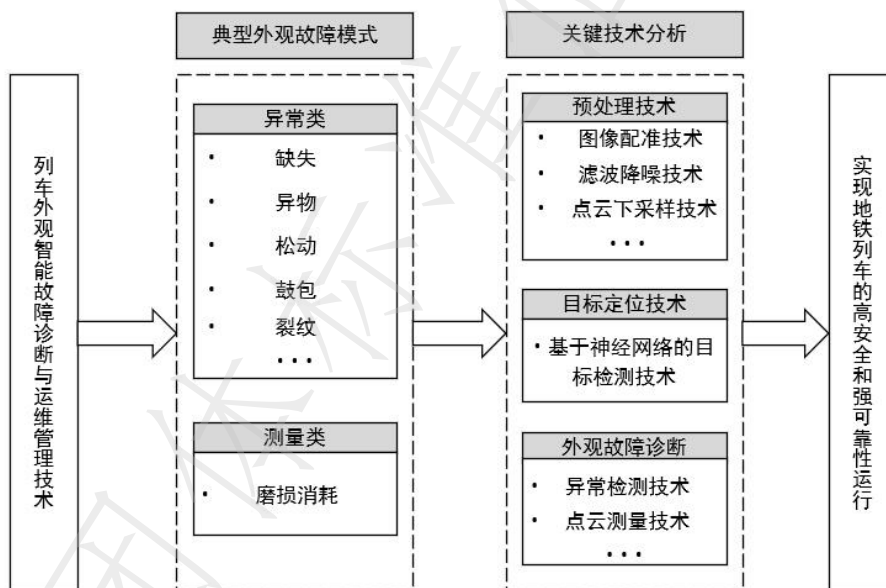 列车外观智能故障诊断与运维管理技术
典型外观故障模式
异常类
· 缺失
· 异物
· 松动
· 鼓包
· 裂纹
···
测量类
· 磨损消耗
关键技术分析
预处理技术
· 图像配准技术
· 滤波降噪技术
· 点云下采样技术
···
目标定位技术
· 基于神经网络的目
标检测技术
外观故障诊断
· 异常检测技术
· 点云测量技术
···
实现地铁列车的高安全和强可靠性运行
团体标准